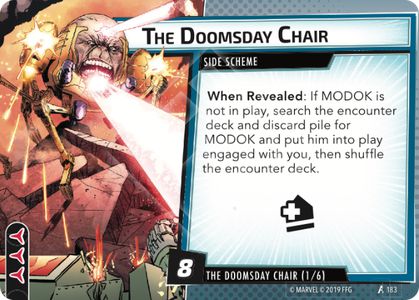 THE DOOMSDAY CHAIR
SIDE SCHEME
When Revealed: If MODOK is
not in play, search the encounter
deck and discard pile for
MODOK and put him into play
engaged with you, then shuffle
the encounter deck.
8
THE DOOMSDAY CHAIR (1/6)
© MARVEL © 2019 FFG 183